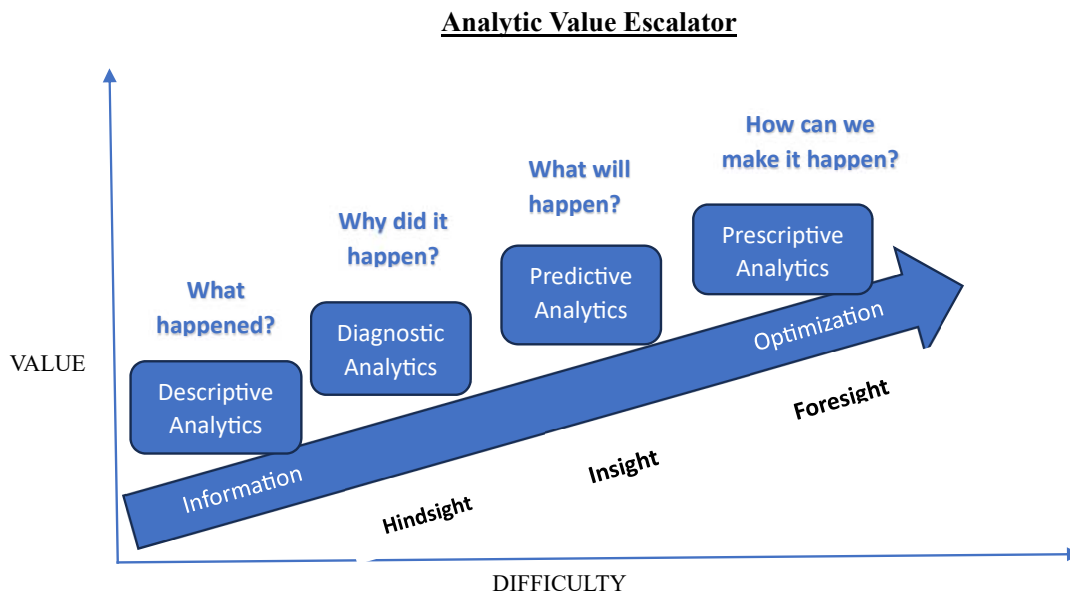 Analytic Value Escalator
How can we
make it happen?
What will
happen?
Prescriptive
Analytics
Why did it
happen?
Predictive
Analytics
What
happened?
Diagnostic
Analytics
Optimization
VALUE
Descriptive
Analytics
Foresight
Insight
Information
Hindsight
DIFFICULTY